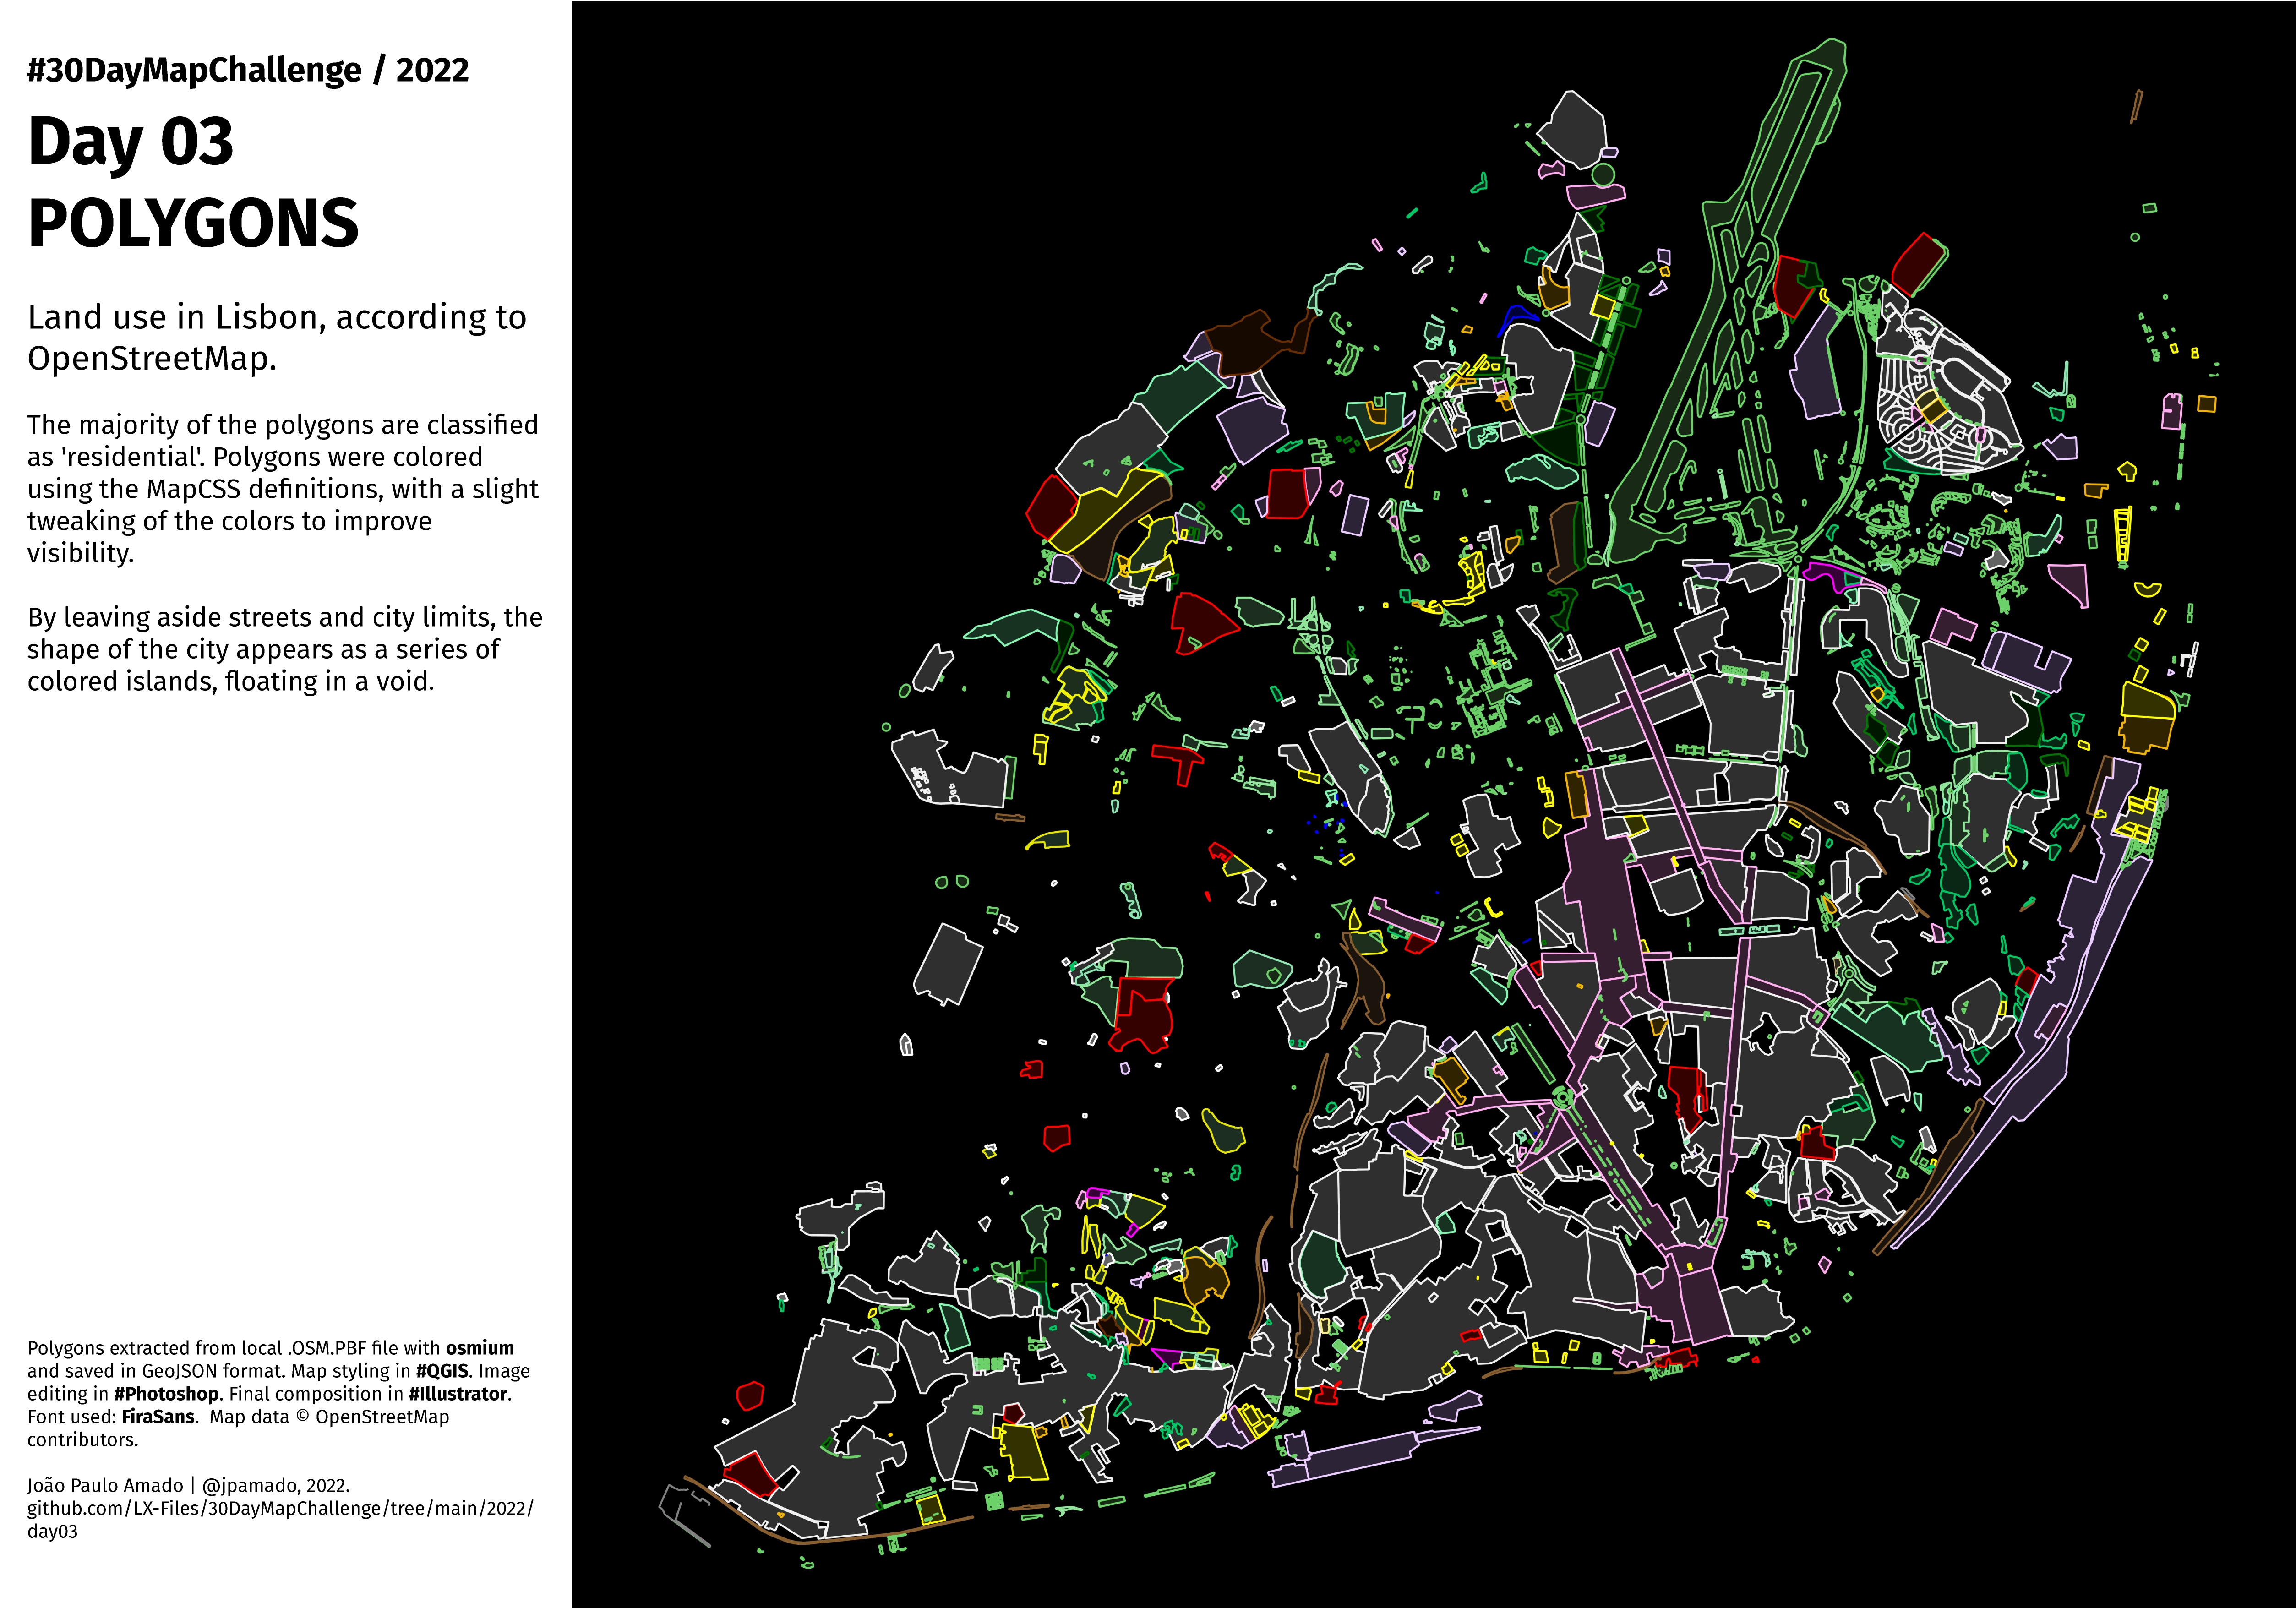 #30DayMapChallenge / 2022
Day 03
POLYGONS
Land use in Lisbon, according to
OpenStreetMap.
The majority of the polygons are classified
as 'residential'. Polygons were colored
using the MapCSS definitions, with a slight
tweaking of the colors to improve
visibility.
By leaving aside streets and city limits, the
shape of the city appears as a series of
colored islands, floating in a void.
Polygons extracted from local .OSM.PBF file with osmium
and saved in GeoJSON format. Map styling in #QGIS. Image
editing in #Photoshop. Final composition in #Illustrator.
Font used: FiraSans. Map data © OpenStreetMap
contributors.
João Paulo Amado | @jpamado, 2022.
github.com/LX-Files/30DayMapChallenge/tree/main/2022/
day03